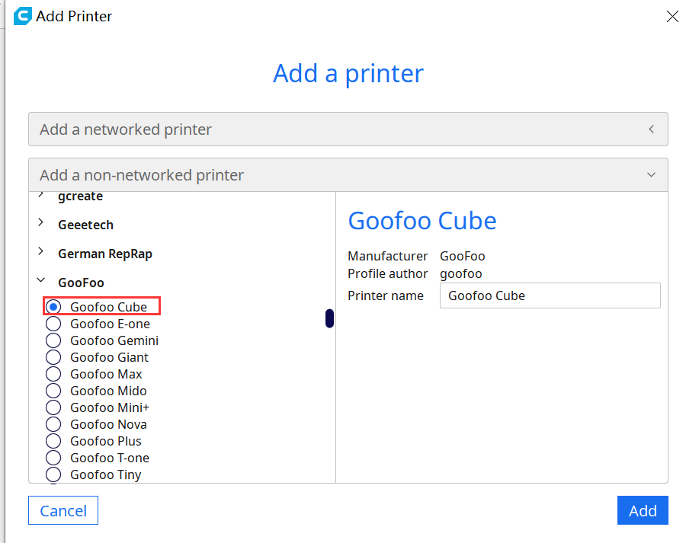 Add Printer
Add a printer
Add a networked printer
Add a non-networked printer
gcreate
Geeetech
German RepRap
GooFoo
Goofoo Cube
Goofoo E-one
Goofoo Gemini
Goofoo Giant
Goofoo Max
Goofoo Mido
Goofoo Mini+
Goofoo Nova
Goofoo Plus
Goofoo T-one
Goofoo Tiny
Goofoo Cube
Manufacturer GooFoo
Profile author goofoo
Printer name Goofoo Cube
Cancel
Add